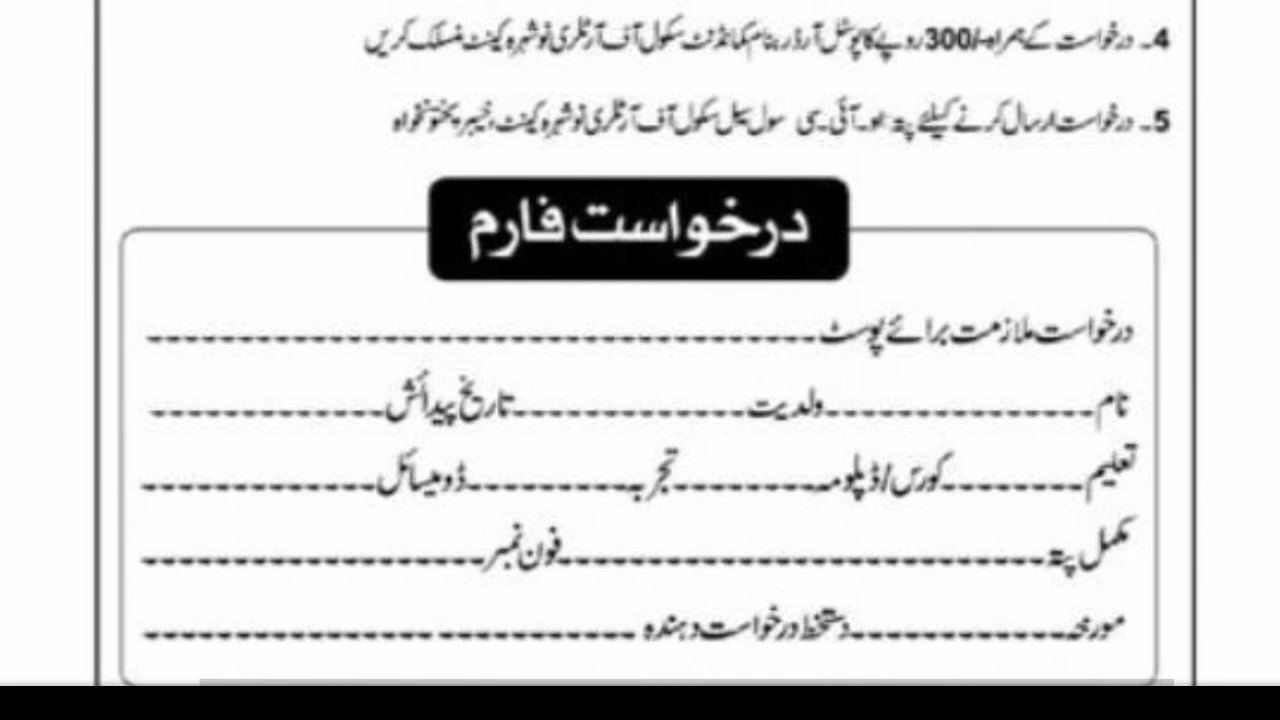 4۔ درخواست کے ہمراہ -/300 روپے کا پوسٹل آرڈر بنام کمانڈنٹ سکول آف آرٹلری نوشہرہ کینٹ منسلک کریں
5۔ درخواست ارسال کرنے کیلئے پتہ: او۔آئی۔سی سول سیل سکول آف آرٹلری نوشہرہ کینٹ، خیبر پختونخواہ
درخواست فارم
درخواست ملازمت برائے پوسٹ
نام ولدیت تاریخ پیدائش
تعلیم کورس/ڈپلومہ تجربہ ڈومیسائل
مکمل پتہ فون نمبر
مورخہ دستخط درخواست دہندہ